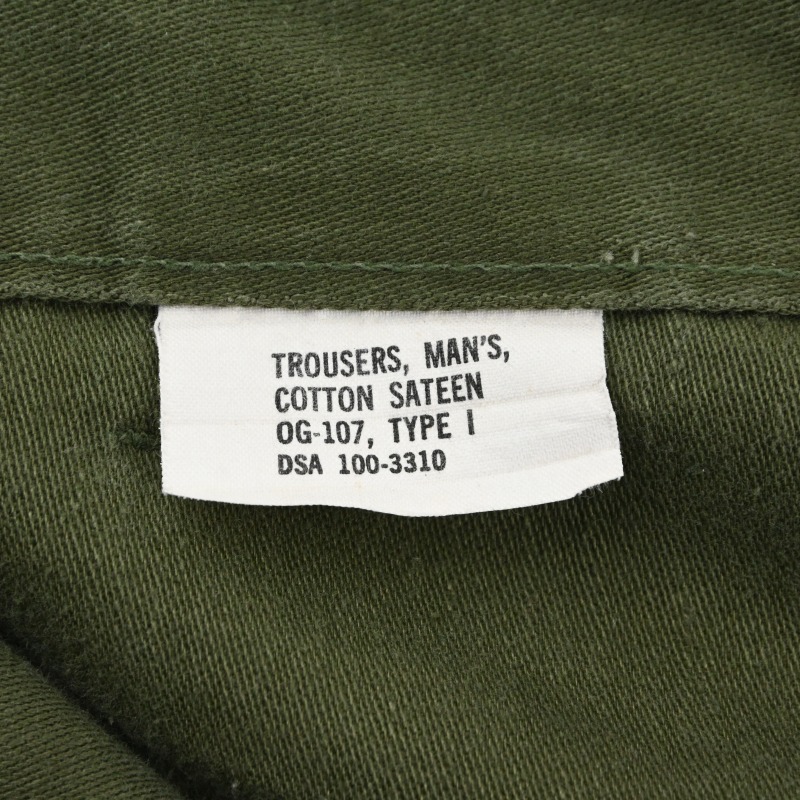 TROUSERS, MAN'S,
COTTON SATEEN
OG-107, TYPE I
DSA 100-3310